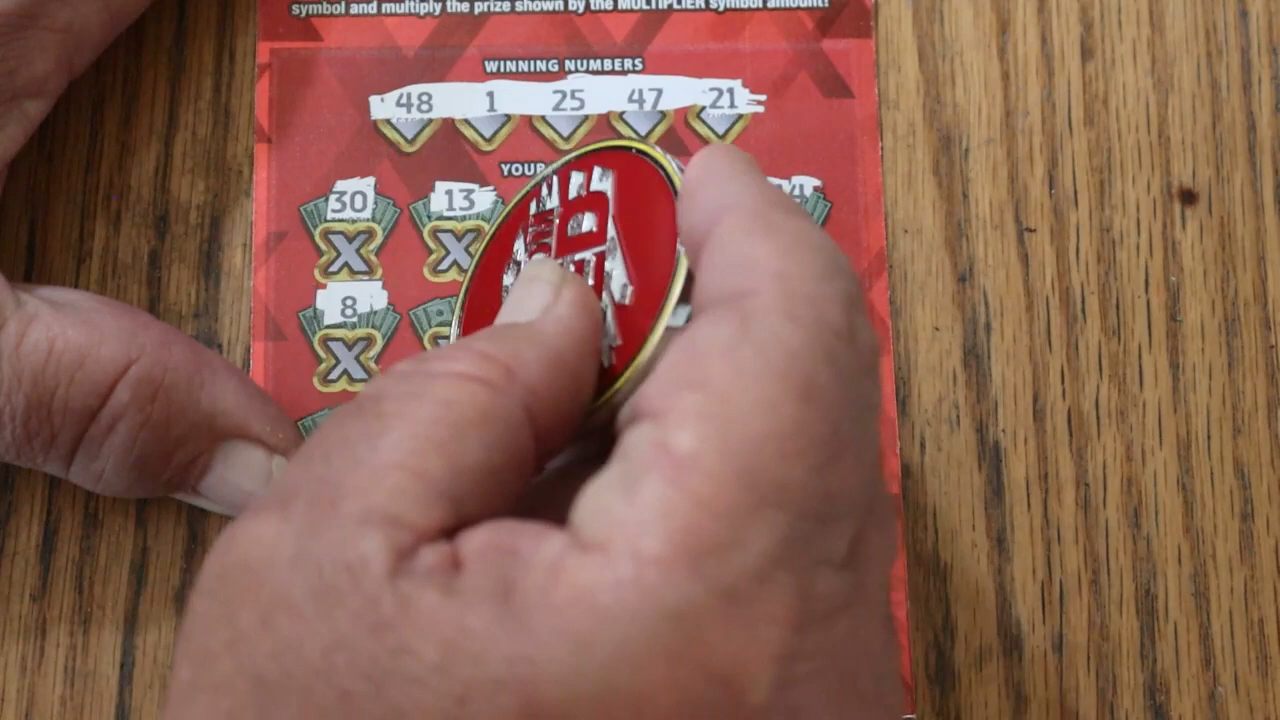 symbol and multiply the prize shown by the MULTIPLIER symbol amount!
WINNING NUMBERS
48 1 25 47 21
YOUR
30 13
X X
8
X